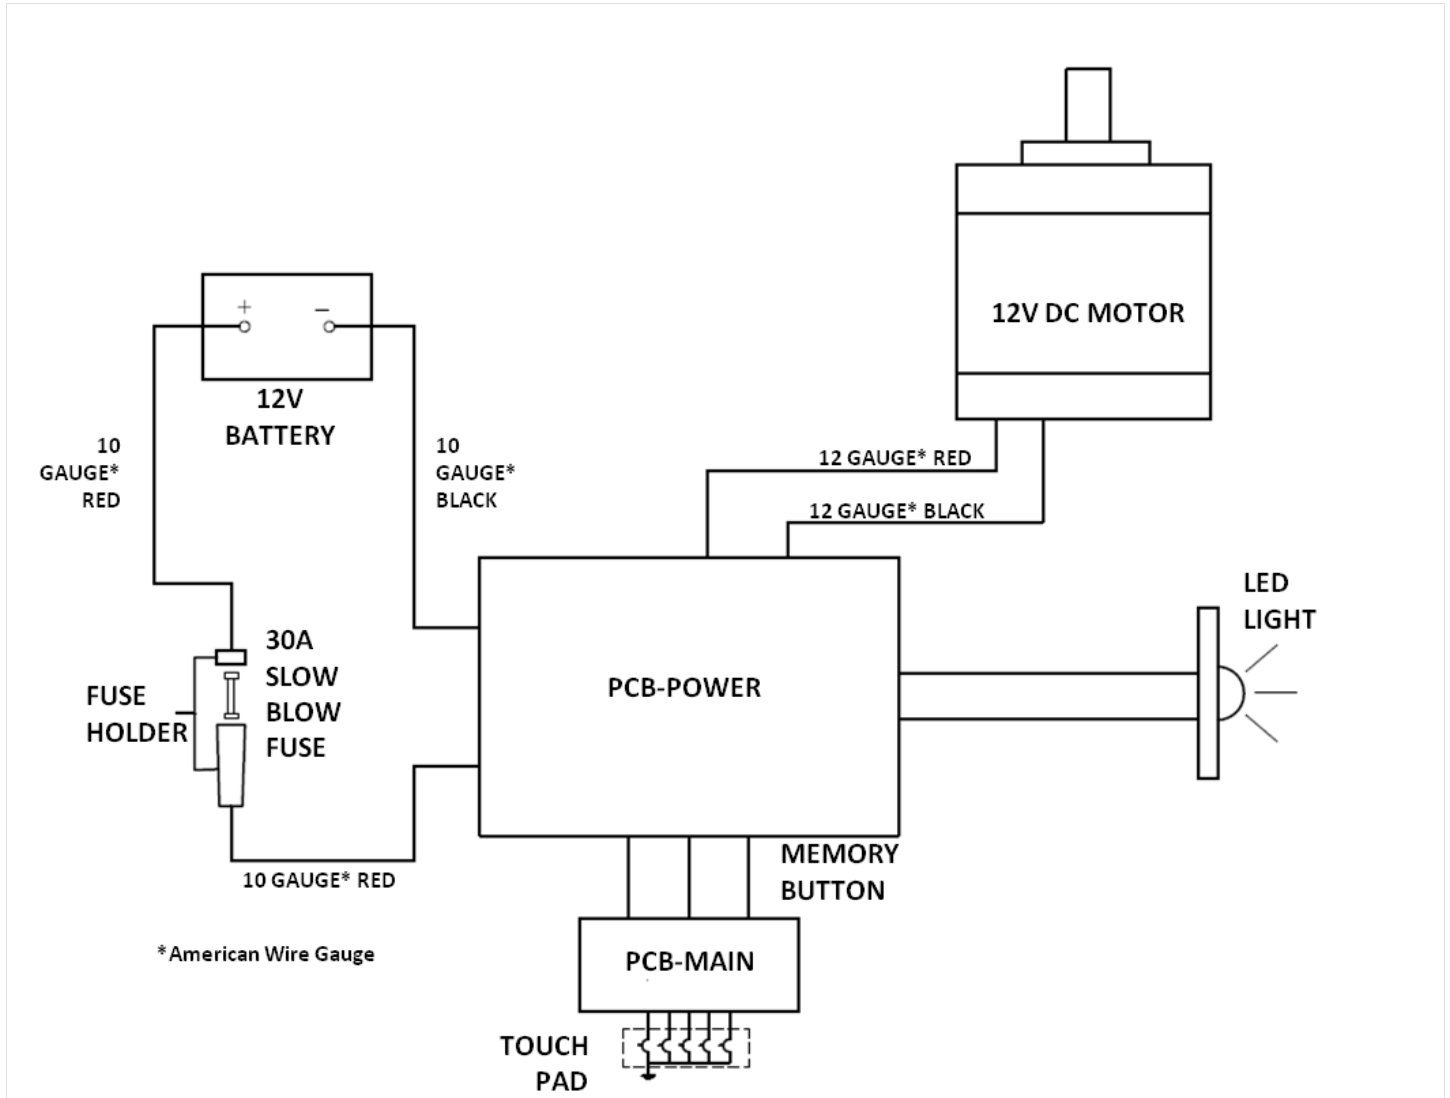 12V DC MOTOR
+
−
12V
BATTERY
10
GAUGE*
RED
10
GAUGE*
BLACK
12 GAUGE* RED
12 GAUGE* BLACK
LED
LIGHT
30A
SLOW
BLOW
FUSE
FUSE
HOLDER
PCB-POWER
10 GAUGE* RED
MEMORY
BUTTON
*American Wire Gauge
PCB-MAIN
TOUCH
PAD